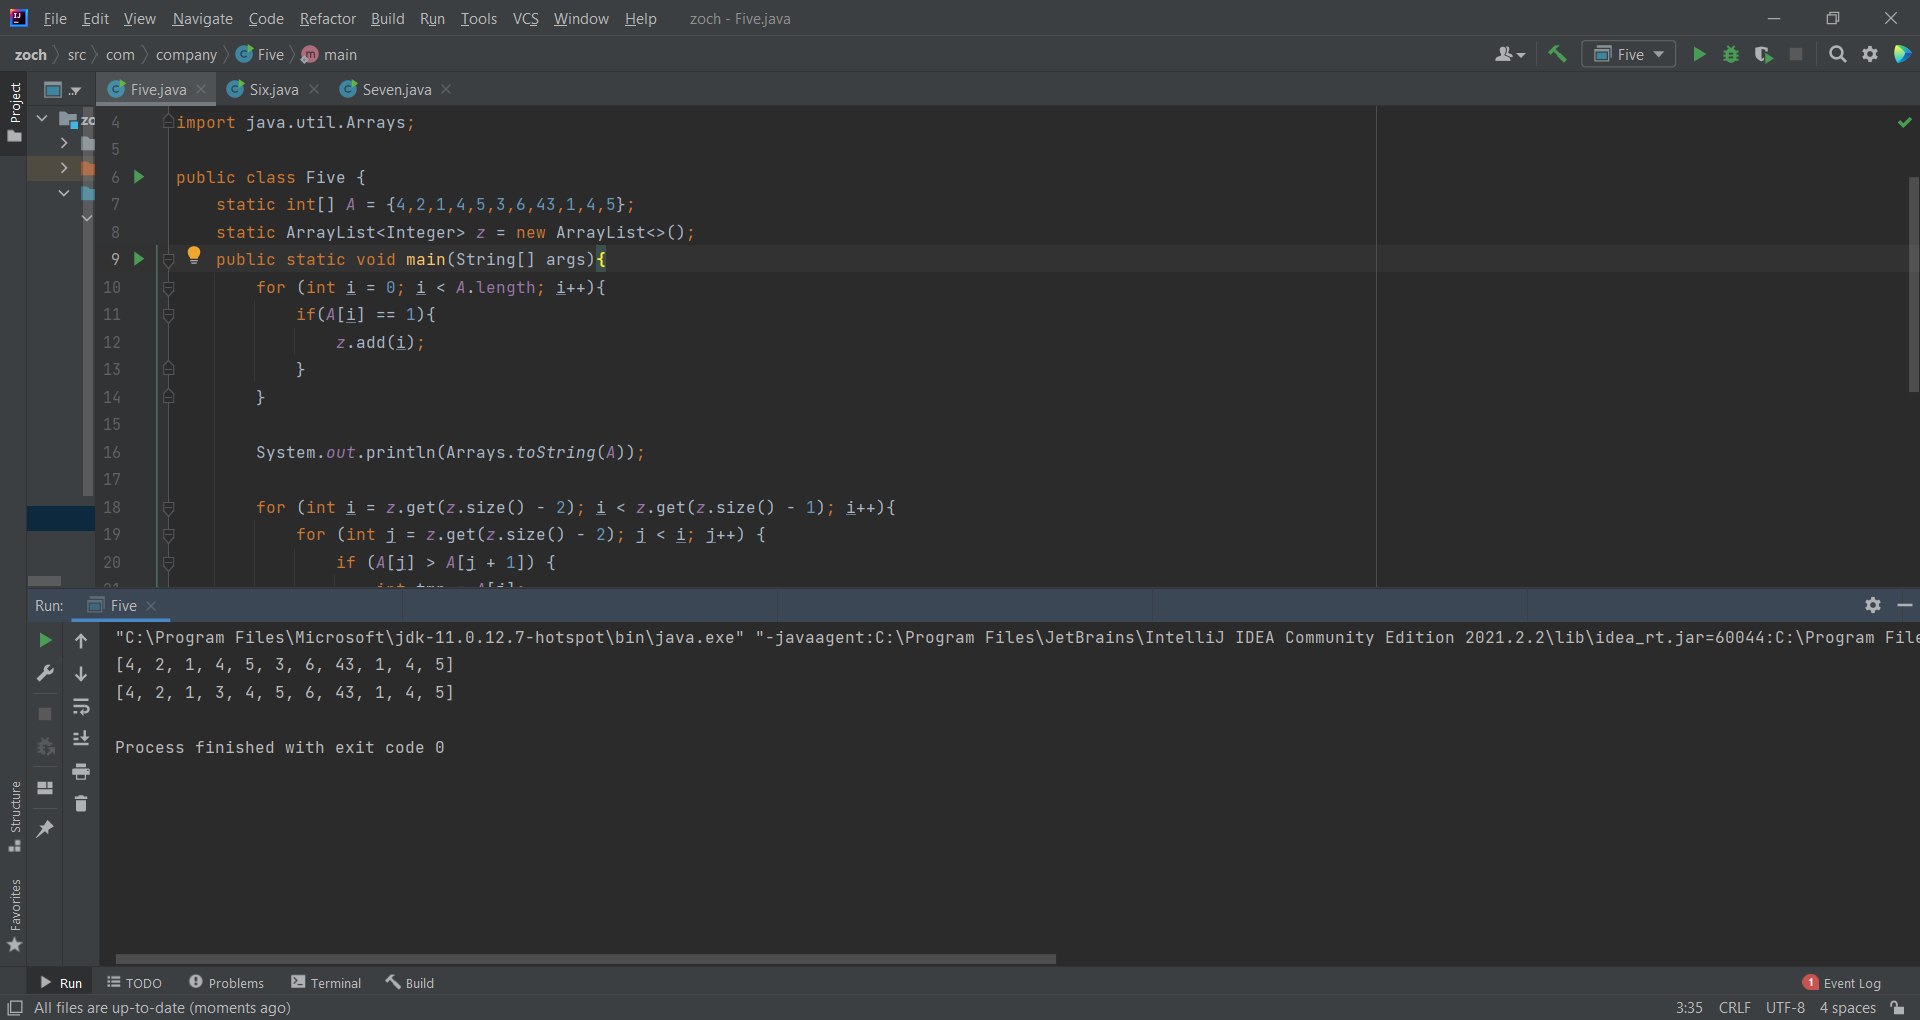 File Edit View Navigate Code Refactor Build Run Tools VCS Window Help zoch - Five.java
zoch src com company Five main Five
Project
Five.java Six.java Seven.java
zo
4 import java.util.Arrays;
5
6 public class Five {
7 static int[] A = {4,2,1,4,5,3,6,43,1,4,5};
8 static ArrayList<Integer> z = new ArrayList<>();
9 public static void main(String[] args){
10 for (int i = 0; i < A.length; i++){
11 if(A[i] == 1){
12 z.add(i);
13 }
14 }
15
16 System.out.println(Arrays.toString(A));
17
18 for (int i = z.get(z.size() - 2); i < z.get(z.size() - 1); i++){
19 for (int j = z.get(z.size() - 2); j < i; j++) {
20 if (A[j] > A[j + 1]) {
Run: Five
"C:\Program Files\Microsoft\jdk-11.0.12.7-hotspot\bin\java.exe" "-javaagent:C:\Program Files\JetBrains\IntelliJ IDEA Community Edition 2021.2.2\lib\idea_rt.jar=60044:C:\Program File
[4, 2, 1, 4, 5, 3, 6, 43, 1, 4, 5]
[4, 2, 1, 3, 4, 5, 6, 43, 1, 4, 5]
Process finished with exit code 0
Structure
Favorites
Run TODO Problems Terminal Build 1 Event Log
All files are up-to-date (moments ago) 3:35 CRLF UTF-8 4 spaces